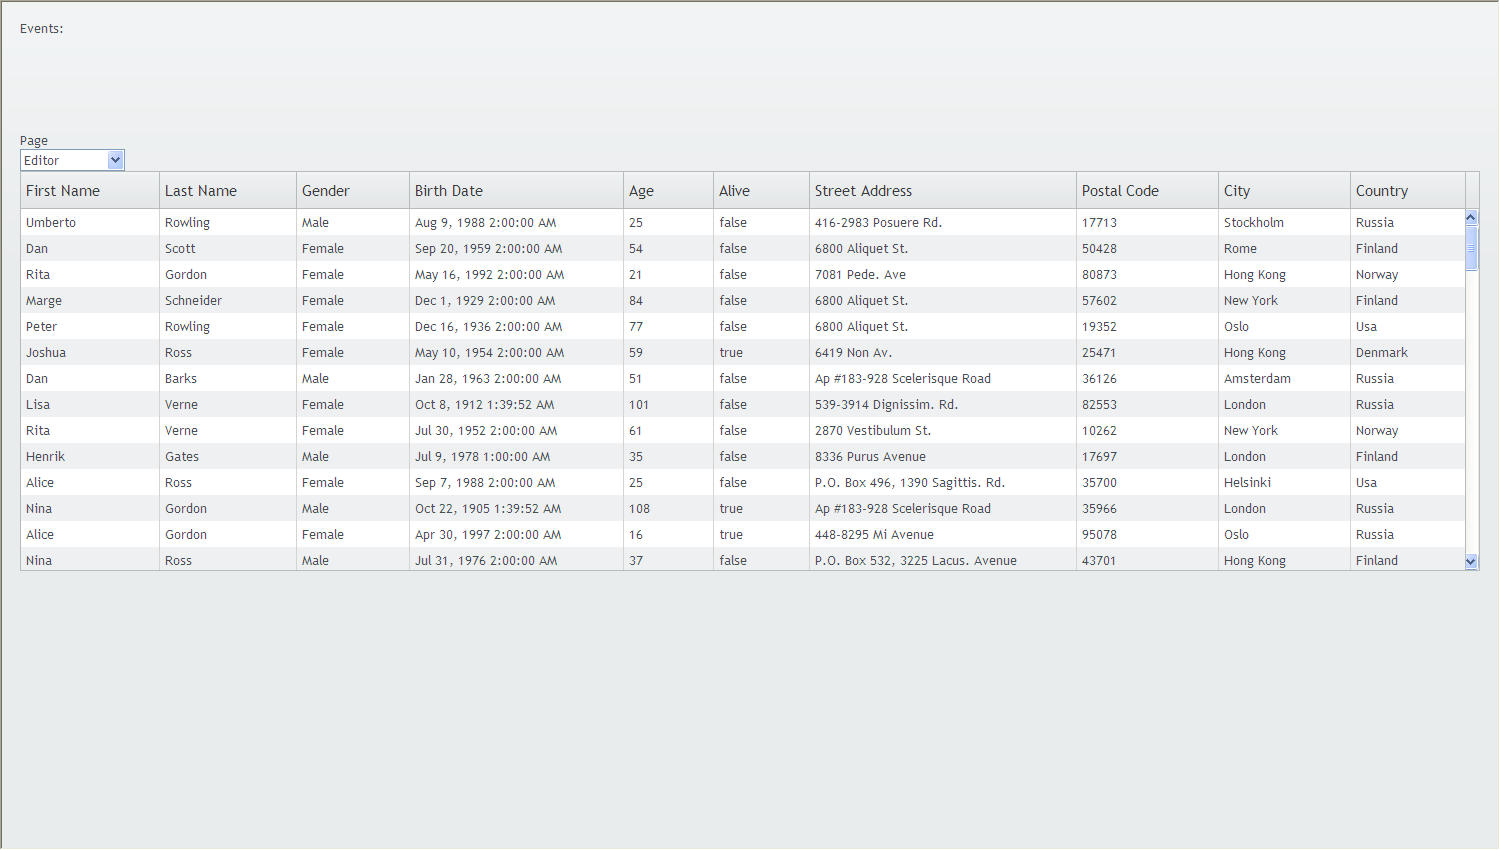 Events:
Page
Editor
First Name Last Name Gender Birth Date Age Alive Street Address Postal Code City Country
Umberto Rowling Male Aug 9, 1988 2:00:00 AM 25 false 416-2983 Posuere Rd. 17713 Stockholm Russia
Dan Scott Female Sep 20, 1959 2:00:00 AM 54 false 6800 Aliquet St. 50428 Rome Finland
Rita Gordon Female May 16, 1992 2:00:00 AM 21 false 7081 Pede. Ave 80873 Hong Kong Norway
Marge Schneider Female Dec 1, 1929 2:00:00 AM 84 false 6800 Aliquet St. 57602 New York Finland
Peter Rowling Female Dec 16, 1936 2:00:00 AM 77 false 6800 Aliquet St. 19352 Oslo Usa
Joshua Ross Female May 10, 1954 2:00:00 AM 59 true 6419 Non Av. 25471 Hong Kong Denmark
Dan Barks Male Jan 28, 1963 2:00:00 AM 51 false Ap #183-928 Scelerisque Road 36126 Amsterdam Russia
Lisa Verne Female Oct 8, 1912 1:39:52 AM 101 false 539-3914 Dignissim. Rd. 82553 London Russia
Rita Verne Female Jul 30, 1952 2:00:00 AM 61 false 2870 Vestibulum St. 10262 New York Norway
Henrik Gates Male Jul 9, 1978 1:00:00 AM 35 false 8336 Purus Avenue 17697 London Finland
Alice Ross Female Sep 7, 1988 2:00:00 AM 25 false P.O. Box 496, 1390 Sagittis. Rd. 35700 Helsinki Usa
Nina Gordon Male Oct 22, 1905 1:39:52 AM 108 true Ap #183-928 Scelerisque Road 35966 London Russia
Alice Gordon Female Apr 30, 1997 2:00:00 AM 16 true 448-8295 Mi Avenue 95078 Oslo Russia
Nina Ross Male Jul 31, 1976 2:00:00 AM 37 false P.O. Box 532, 3225 Lacus. Avenue 43701 Hong Kong Finland